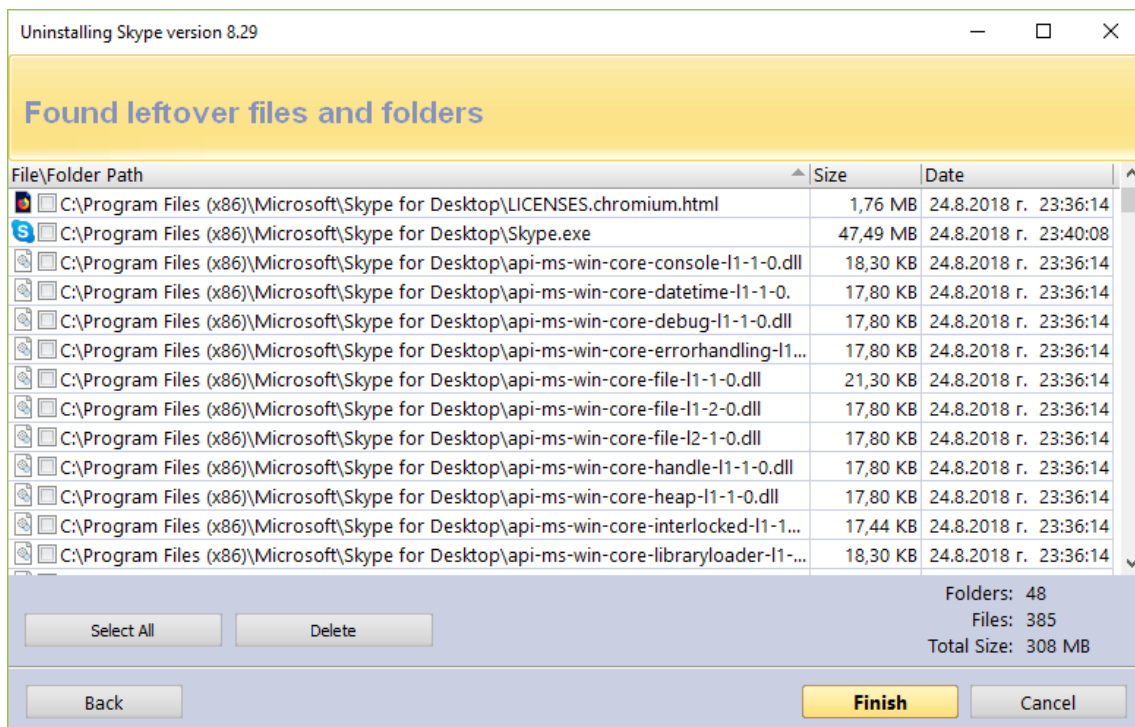 Uninstalling Skype version 8.29
Found leftover files and folders
File\Folder Path Size Date
C:\Program Files (x86)\Microsoft\Skype for Desktop\LICENSES.chromium.html 1,76 MB 24.8.2018 г. 23:36:14
C:\Program Files (x86)\Microsoft\Skype for Desktop\Skype.exe 47,49 MB 24.8.2018 г. 23:40:08
C:\Program Files (x86)\Microsoft\Skype for Desktop\api-ms-win-core-console-l1-1-0.dll 18,30 KB 24.8.2018 г. 23:36:14
C:\Program Files (x86)\Microsoft\Skype for Desktop\api-ms-win-core-datetime-l1-1-0. 17,80 KB 24.8.2018 г. 23:36:14
C:\Program Files (x86)\Microsoft\Skype for Desktop\api-ms-win-core-debug-l1-1-0.dll 17,80 KB 24.8.2018 г. 23:36:14
C:\Program Files (x86)\Microsoft\Skype for Desktop\api-ms-win-core-errorhandling-l1... 17,80 KB 24.8.2018 г. 23:36:14
C:\Program Files (x86)\Microsoft\Skype for Desktop\api-ms-win-core-file-l1-1-0.dll 21,30 KB 24.8.2018 г. 23:36:14
C:\Program Files (x86)\Microsoft\Skype for Desktop\api-ms-win-core-file-l1-2-0.dll 17,80 KB 24.8.2018 г. 23:36:14
C:\Program Files (x86)\Microsoft\Skype for Desktop\api-ms-win-core-file-l2-1-0.dll 17,80 KB 24.8.2018 г. 23:36:14
C:\Program Files (x86)\Microsoft\Skype for Desktop\api-ms-win-core-handle-l1-1-0.dll 17,80 KB 24.8.2018 г. 23:36:14
C:\Program Files (x86)\Microsoft\Skype for Desktop\api-ms-win-core-heap-l1-1-0.dll 17,80 KB 24.8.2018 г. 23:36:14
C:\Program Files (x86)\Microsoft\Skype for Desktop\api-ms-win-core-interlocked-l1-1... 17,44 KB 24.8.2018 г. 23:36:14
C:\Program Files (x86)\Microsoft\Skype for Desktop\api-ms-win-core-libraryloader-l1-... 18,30 KB 24.8.2018 г. 23:36:14
Folders: 48
Files: 385
Total Size: 308 MB
Select All Delete
Back Finish Cancel